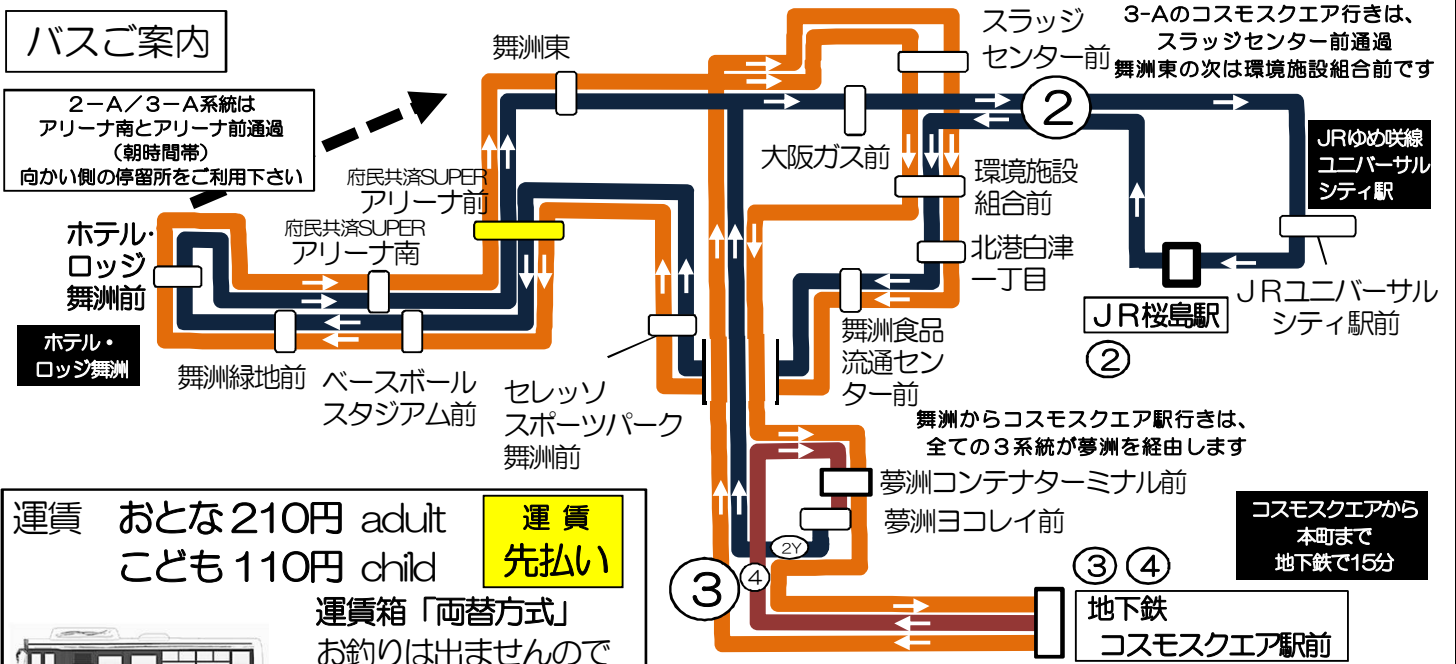 バスご案内
2－A／3－A系統は
アリーナ南とアリーナ前通過
（朝時間帯）
向かい側の停留所をご利用下さい
舞洲東
スラッジ
センター前
3-Aのコスモスクエア行きは、
スラッジセンター前通過
舞洲東の次は環境施設組合前です
②
大阪ガス前
環境施設
組合前
北港白津
一丁目
JRゆめ咲線
ユニバーサル
シティ駅
府民共済SUPER
アリーナ前
府民共済SUPER
アリーナ南
ホテル・
ロッジ
舞洲前
ホテル・
ロッジ舞洲
舞洲緑地前
ベースボール
スタジアム前
セレッソ
スポーツパーク
舞洲前
舞洲食品
流通セン
ター前
JR桜島駅
②
JRユニバーサル
シティ駅前
舞洲からコスモスクエア駅行きは、
全ての3系統が夢洲を経由します
夢洲コンテナターミナル前
夢洲ヨコレイ前
2Y
③
④
コスモスクエアから
本町まで
地下鉄で15分
③ ④
地下鉄
コスモスクエア駅前
運賃 おとな210円 adult
こども110円 child
運賃
先払い
運賃箱「両替方式」
お釣りは出ませんので